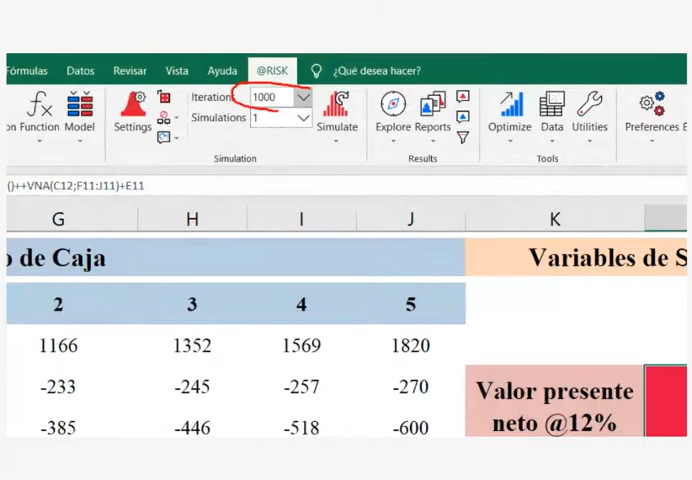 Fórmulas Datos Revisar Vista Ayuda @RISK ¿Qué desea hacer?
Iterations 1000
Simulations 1
on Function Model Settings Simulate Explore Reports Optimize Data Utilities Preferences E
Simulation Results Tools
()++VNA(C12;F11:J11)+E11
G H I J K
o de Caja Variables de S
2 3 4 5
1166 1352 1569 1820
-233 -245 -257 -270
Valor presente
neto @12%
-385 -446 -518 -600